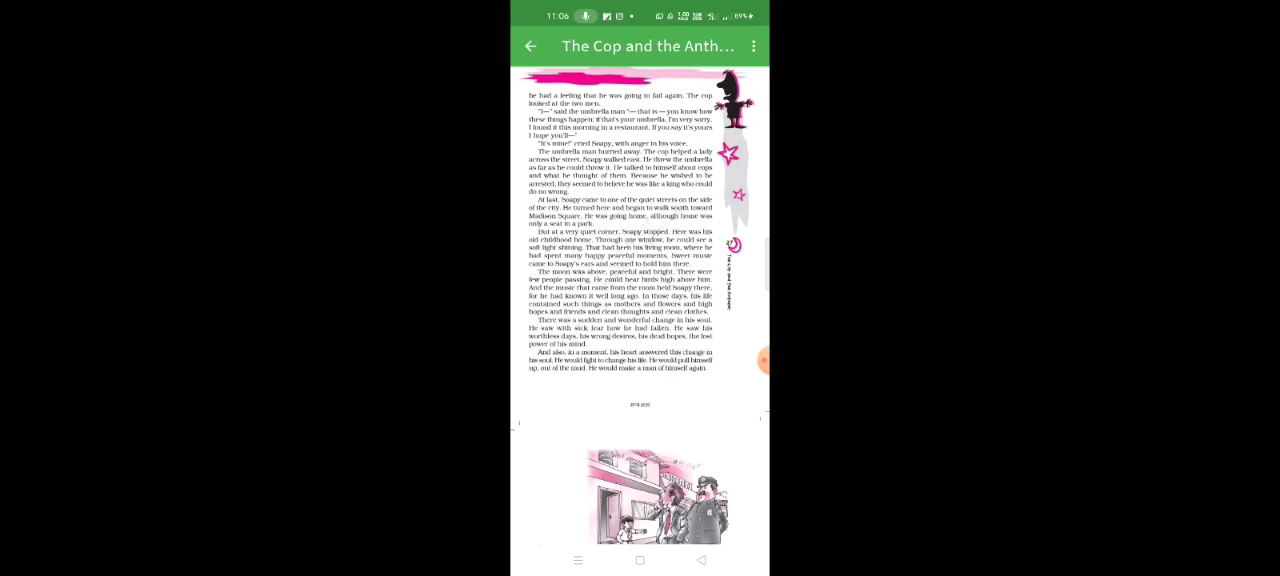 11:06
1.00
69%
The Cop and the Anth...
he had a feeling that he was going to fail again. The cop
looked at the two men.
"I—" said the umbrella man "— that is — you know how
these things happen; if that's your umbrella, I'm very sorry.
I found it this morning in a restaurant. If you say it's yours
I hope you'll—"
"It's mine!" cried Soapy, with anger in his voice.
The umbrella man hurried away. The cop helped a lady
across the street. Soapy walked east. He threw the umbrella
as far as he could throw it. He talked to himself about cops
and what he thought of them. Because he wished to be
arrested, they seemed to believe he was like a king who could
do no wrong.
At last, Soapy came to one of the quiet streets on the side
of the city. He turned here and began to walk south toward
Madison Square. He was going home, although home was
only a seat in a park.
But at a very quiet corner, Soapy stopped. Here was his
old childhood home. Through one window, he could see a
soft light shining. That had been his living room, where he
had spent many happy peaceful moments. Sweet music
came to Soapy's ears and seemed to hold him there.
The moon was above, peaceful and bright. There were
few people passing. He could hear birds high above him.
And the music that came from the room held Soapy there,
for he had known it well long ago. In those days, his life
contained such things as mothers and flowers and high
hopes and friends and clean thoughts and clean clothes.
There was a sudden and wonderful change in his soul.
He saw with sick fear how he had fallen. He saw his
worthless days, his wrong desires, his dead hopes, the lost
power of his mind.
And also, in a moment, his heart answered this change in
his soul. He would fight to change his life. He would pull himself
up, out of the mud. He would make a man of himself again.
27
2019-2020